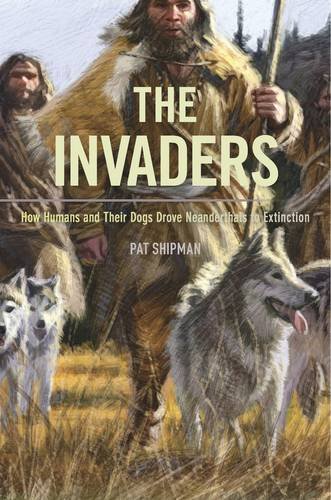 THE
INVADERS
How Humans and Their Dogs Drove Neanderthals to Extinction
PAT SHIPMAN